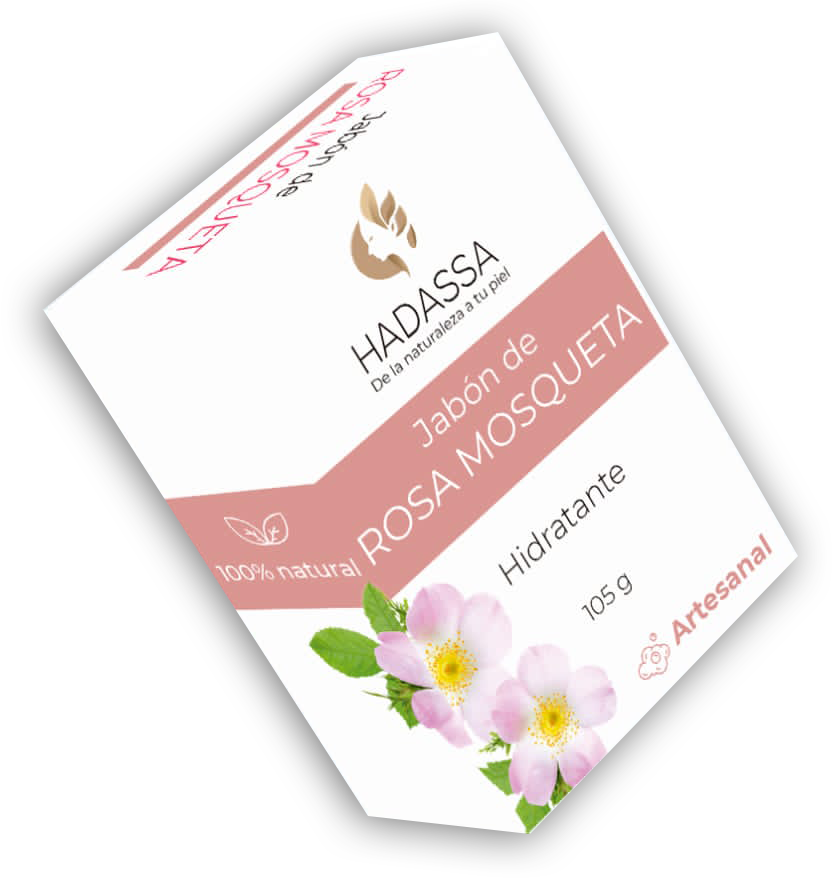 Jabón de
ROSA MOSQUETA
HADASSA
De la naturaleza a tu piel
Jabón de
ROSA MOSQUETA
100% natural
Hidratante
105 g
Artesanal